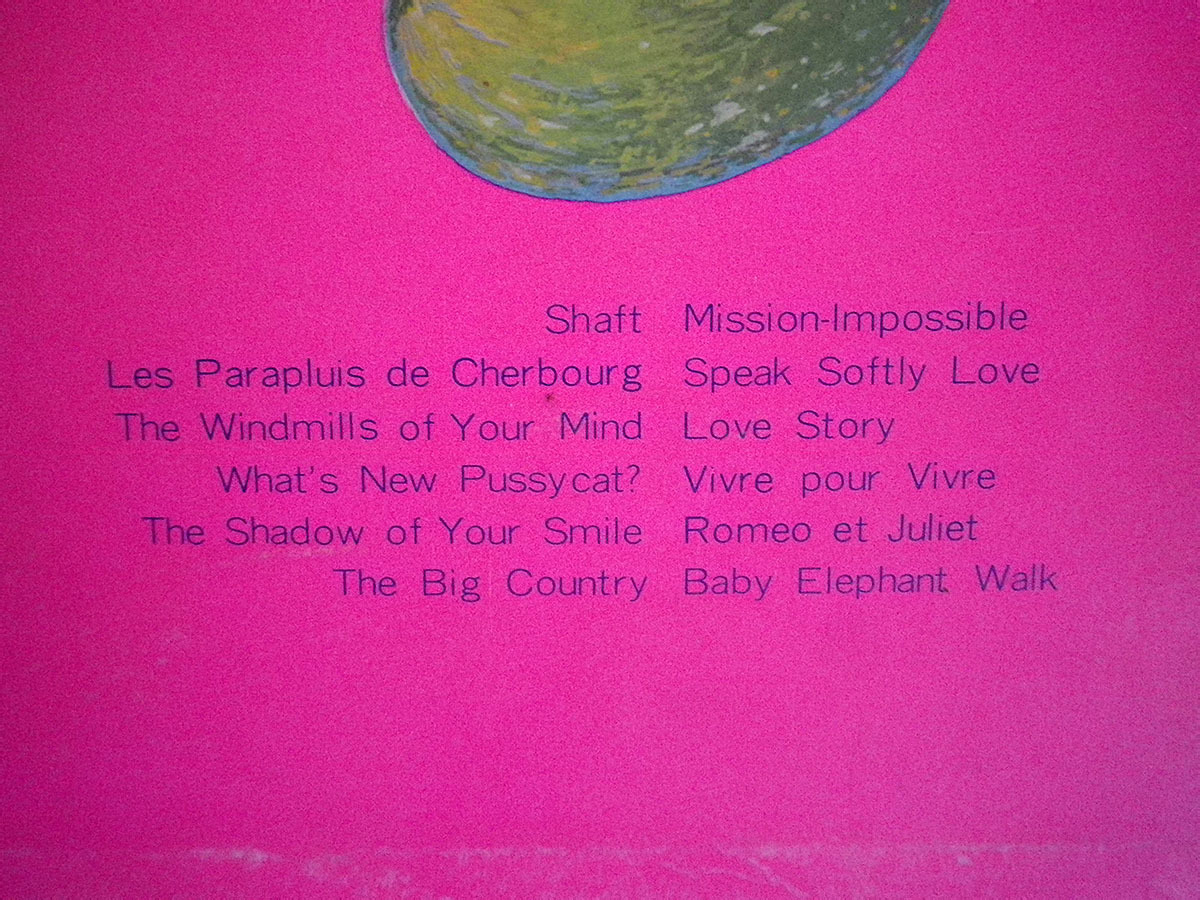 Shaft Mission-Impossible
Les Parapluis de Cherbourg Speak Softly Love
The Windmills of Your Mind Love Story
What's New Pussycat? Vivre pour Vivre
The Shadow of Your Smile Romeo et Juliet
The Big Country Baby Elephant Walk